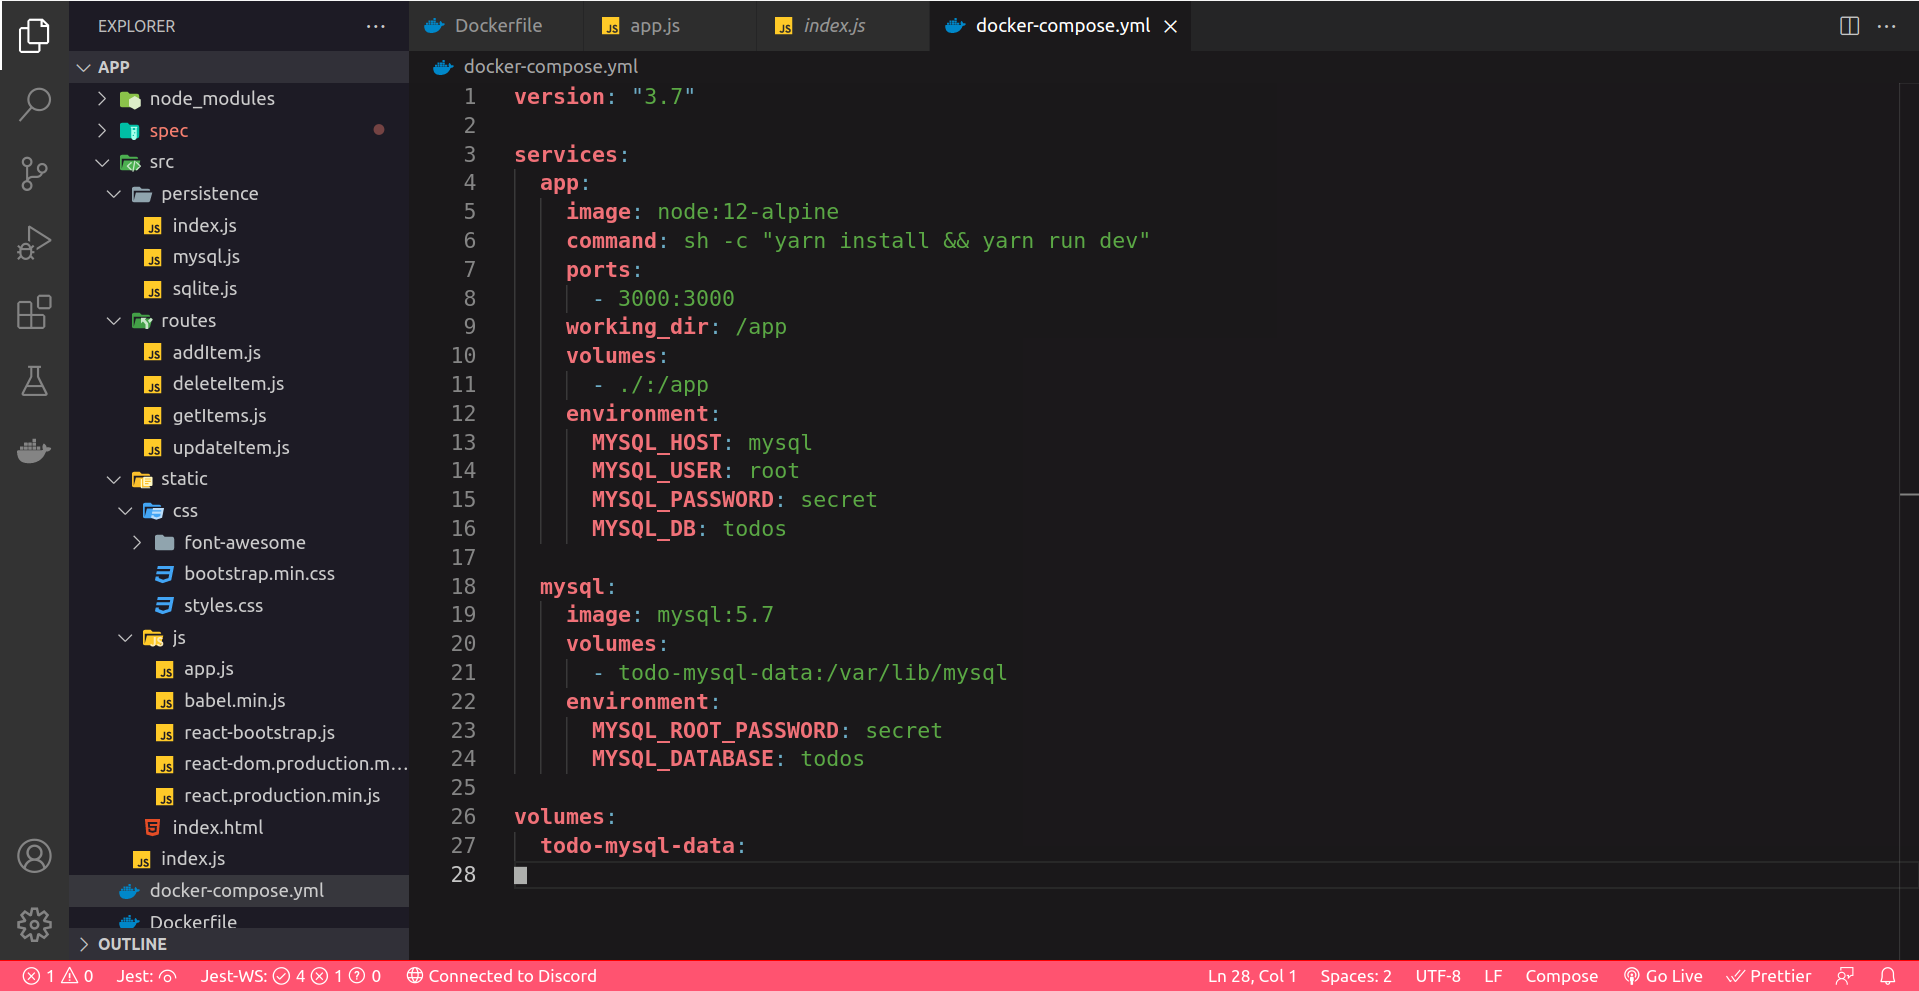 EXPLORER
APP
node_modules
spec
src
persistence
index.js
mysql.js
sqlite.js
routes
addItem.js
deleteItem.js
getItems.js
updateItem.js
static
css
font-awesome
bootstrap.min.css
styles.css
js
app.js
babel.min.js
react-bootstrap.js
react-dom.production.m...
react.production.min.js
index.html
index.js
docker-compose.yml
Dockerfile
OUTLINE
Dockerfile app.js index.js docker-compose.yml
docker-compose.yml
1 version: "3.7"
2
3 services:
4 app:
5 image: node:12-alpine
6 command: sh -c "yarn install && yarn run dev"
7 ports:
8 - 3000:3000
9 working_dir: /app
10 volumes:
11 - ./:/app
12 environment:
13 MYSQL_HOST: mysql
14 MYSQL_USER: root
15 MYSQL_PASSWORD: secret
16 MYSQL_DB: todos
17
18 mysql:
19 image: mysql:5.7
20 volumes:
21 - todo-mysql-data:/var/lib/mysql
22 environment:
23 MYSQL_ROOT_PASSWORD: secret
24 MYSQL_DATABASE: todos
25
26 volumes:
27 todo-mysql-data:
28
1 0 Jest: Jest-WS: 4 1 0 Connected to Discord Ln 28, Col 1 Spaces: 2 UTF-8 LF Compose Go Live Prettier